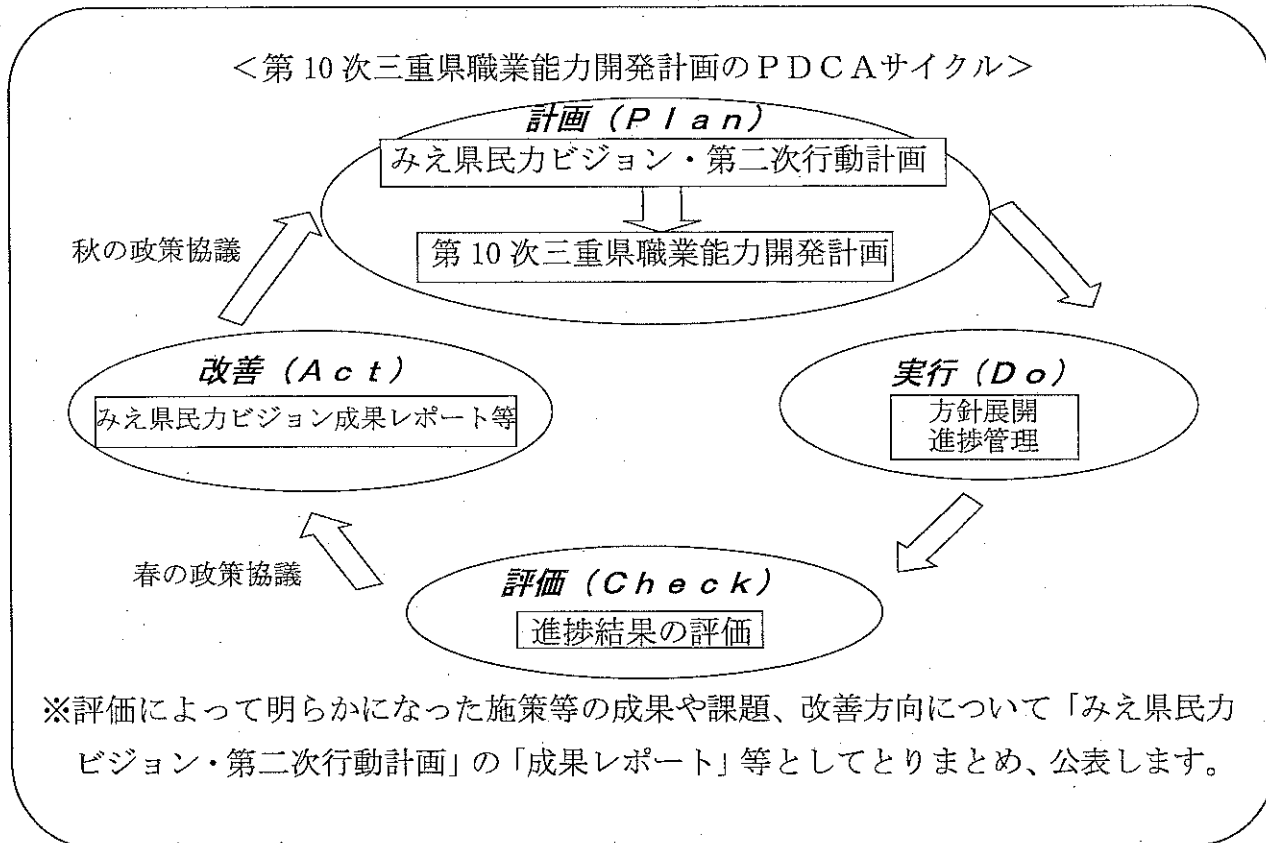 ＜第10次三重県職業能力開発計画のＰＤＣＡサイクル＞
計画（Ｐｌａｎ）
みえ県民力ビジョン・第二次行動計画
第10次三重県職業能力開発計画
秋の政策協議
改善（Ａｃｔ）
みえ県民力ビジョン成果レポート等
実行（Ｄｏ）
方針展開
進捗管理
春の政策協議
評価（Ｃｈｅｃｋ）
進捗結果の評価
※評価によって明らかになった施策等の成果や課題、改善方向について「みえ県民力
ビジョン・第二次行動計画」の「成果レポート」等としてとりまとめ、公表します。